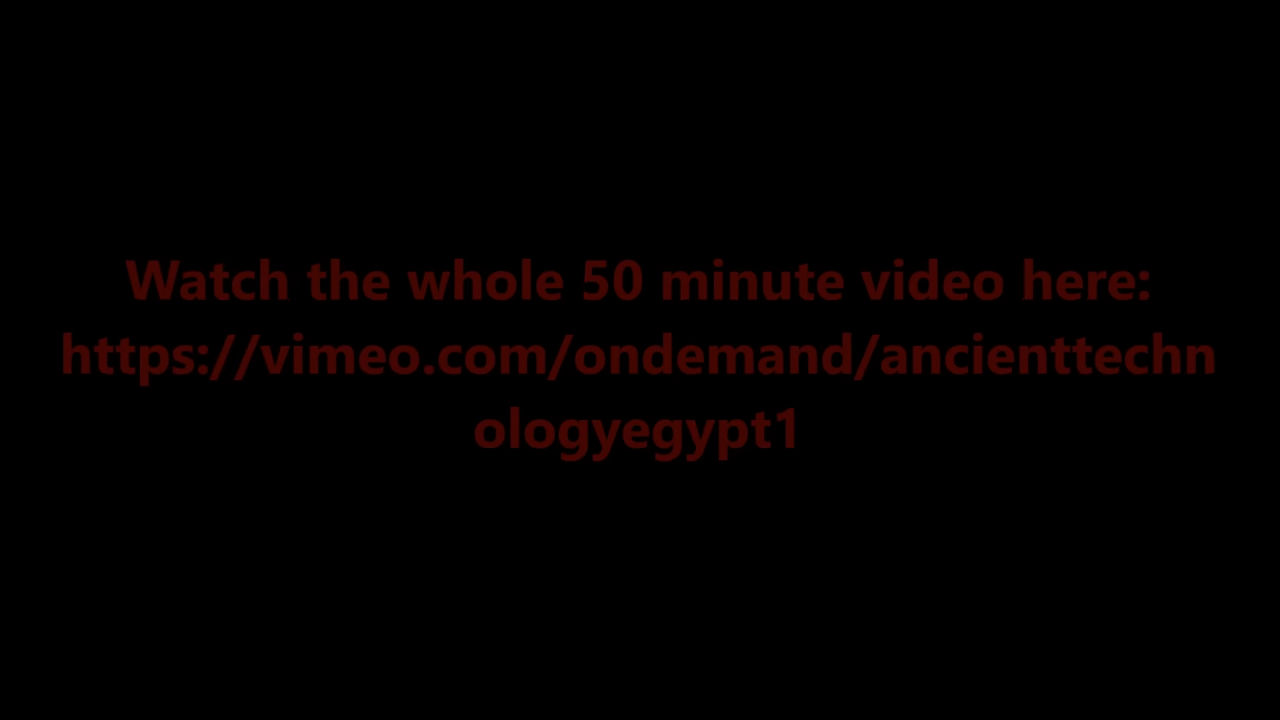 Watch the whole 50 minute video here:
https://vimeo.com/ondemand/ancienttechn
ologyegypt1